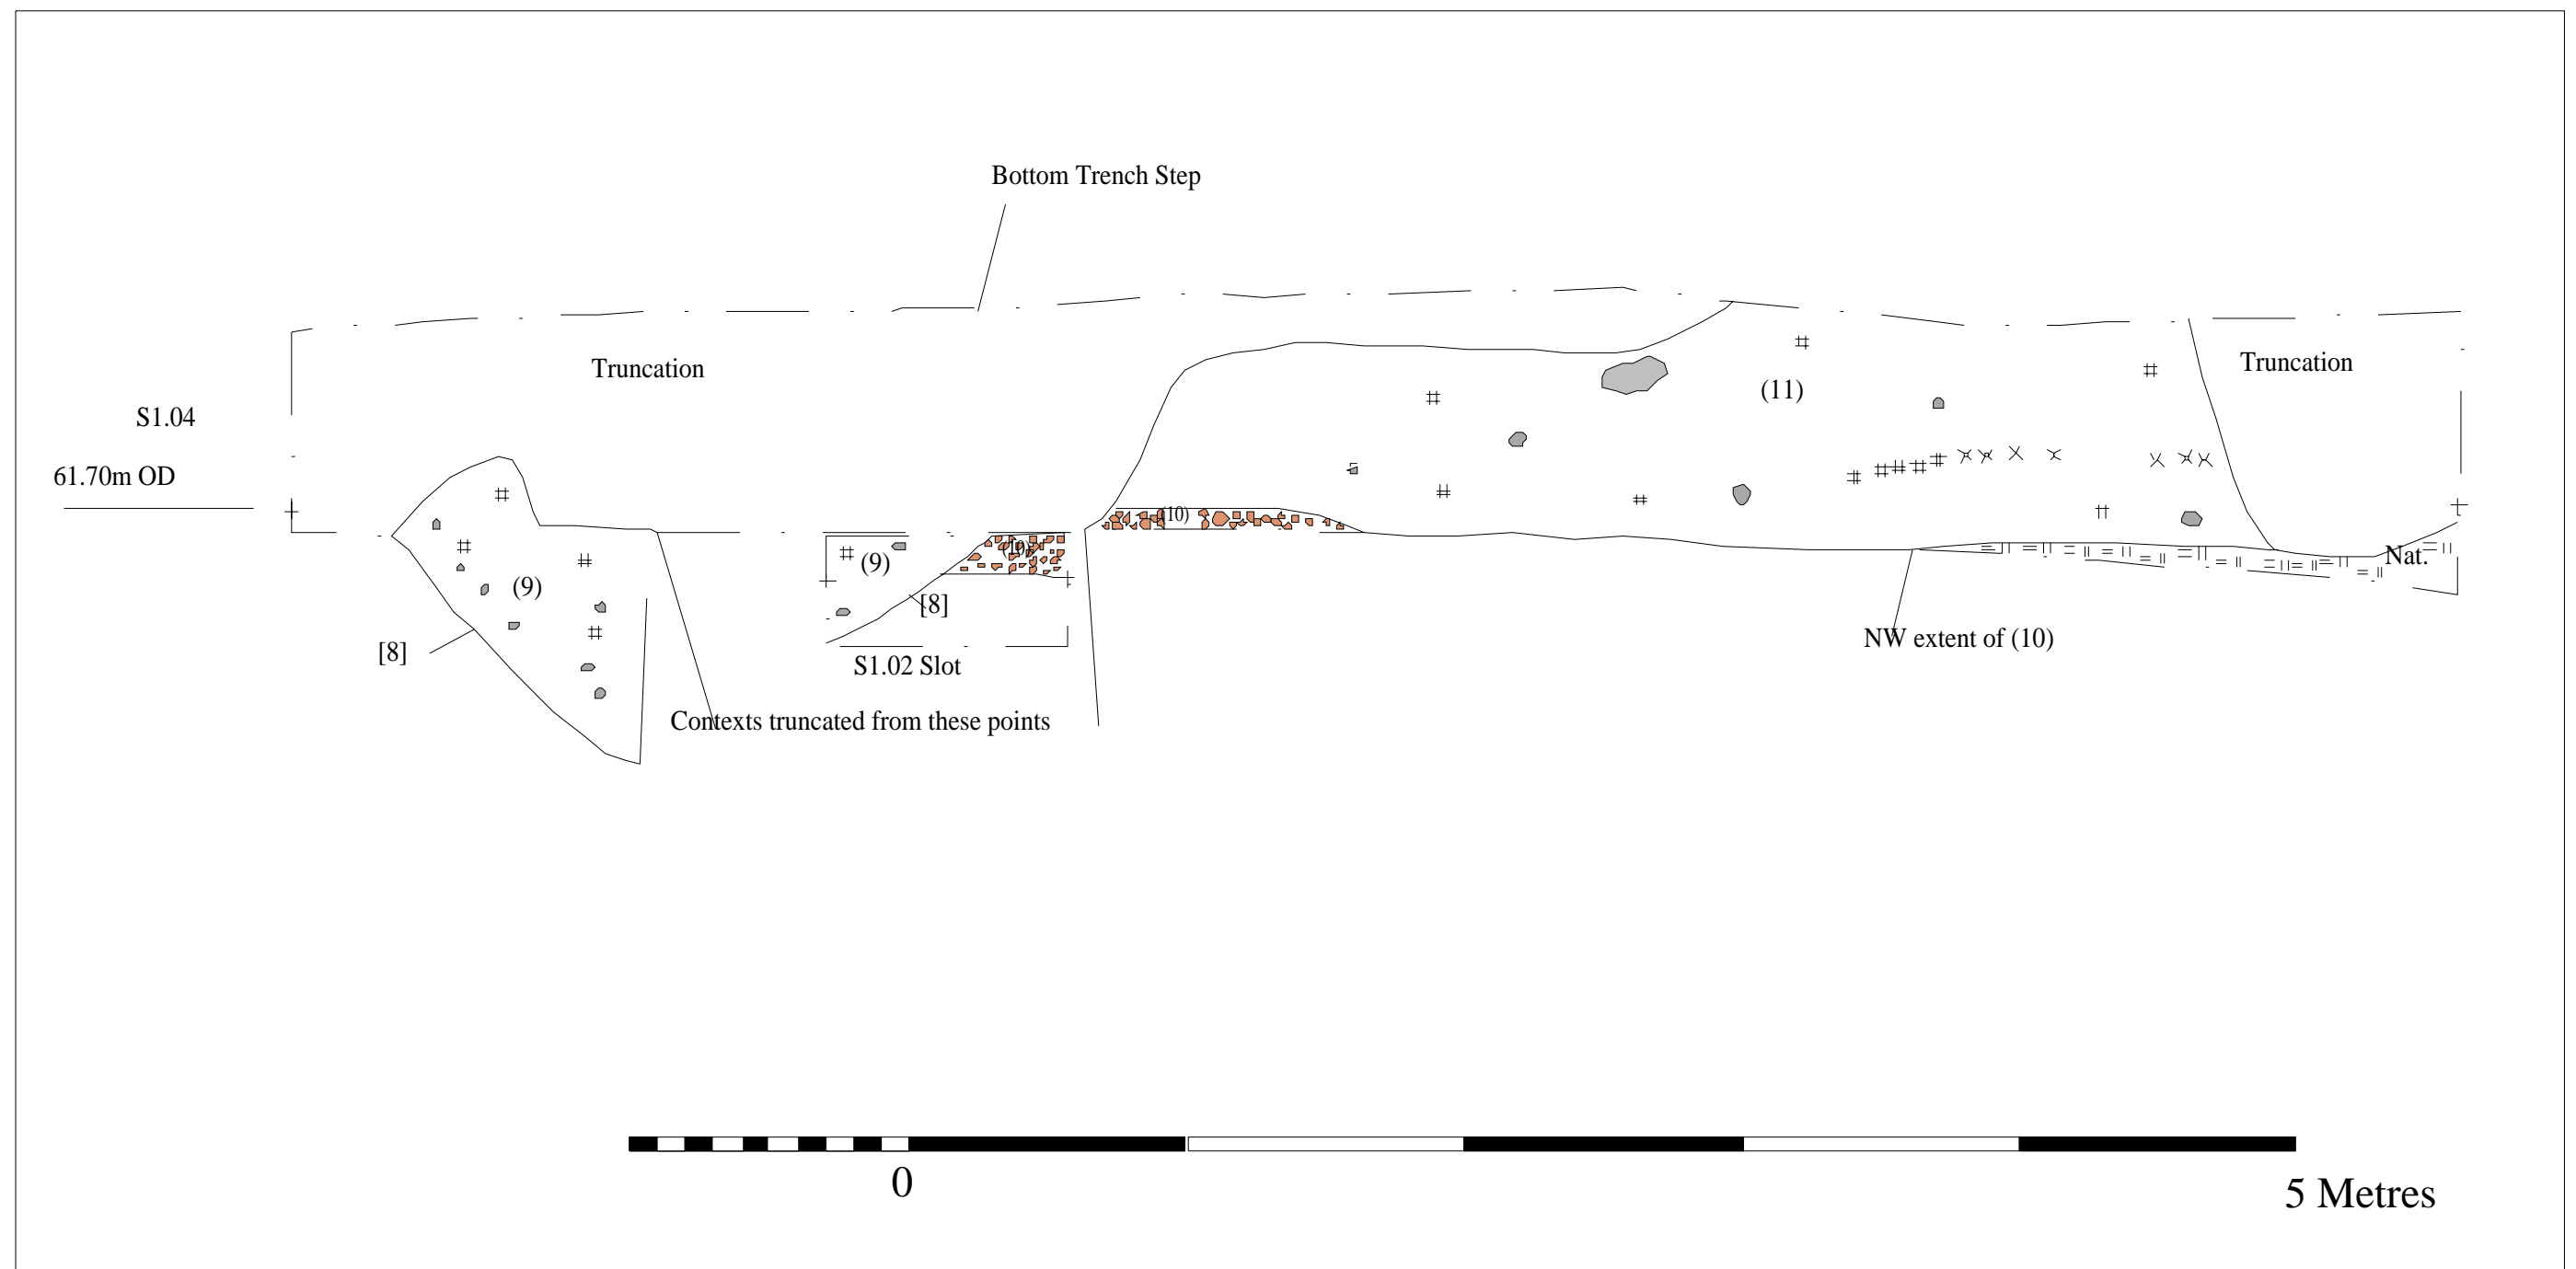 Bottom Trench Step
Truncation
Truncation
(11)
S1.04
61.70m OD
(10)
(10)
(9)
(9)
Nat.
[8]
[8]
NW extent of (10)
S1.02 Slot
Contexts truncated from these points
0
5 Metres